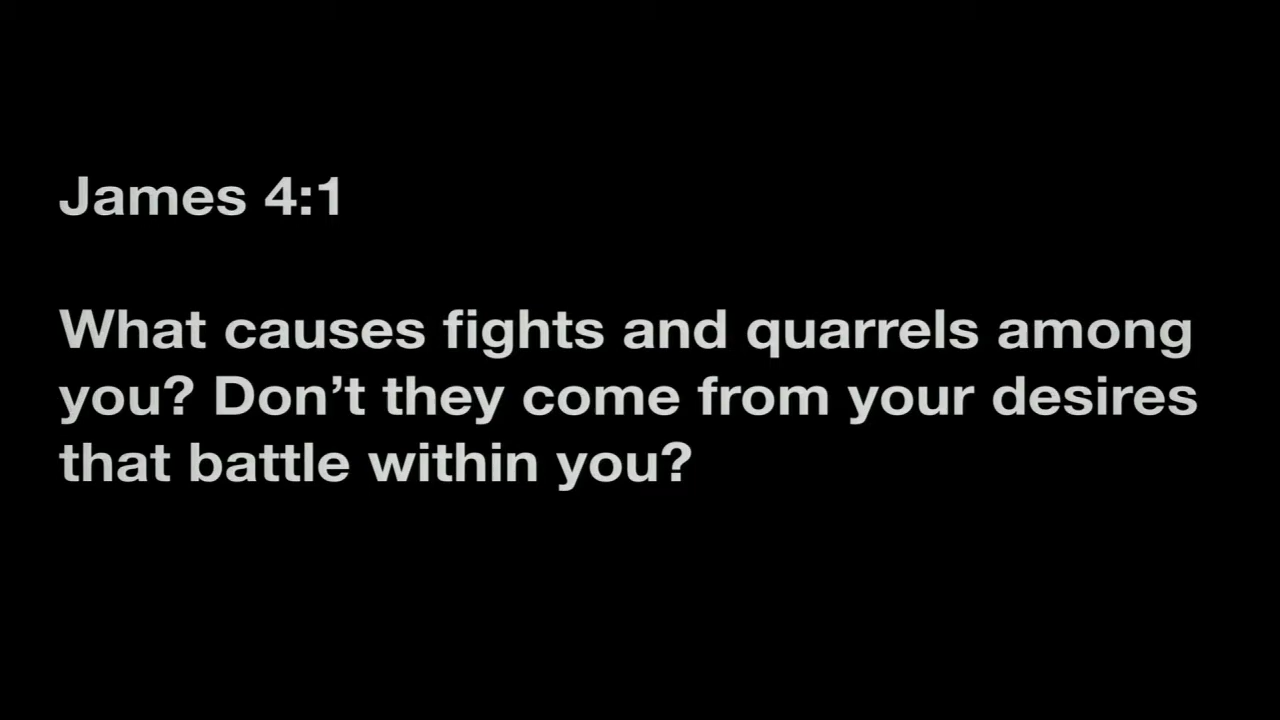 James 4:1
What causes fights and quarrels among
you? Don’t they come from your desires
that battle within you?